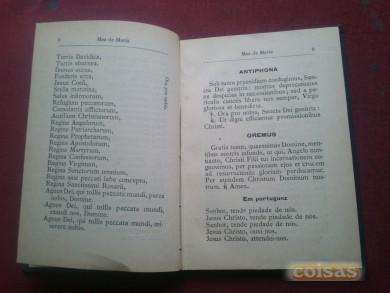 8 Mez de Maria
Turris Davidica,
Turris eburnea,
Domus aurea,
Foederis arca,
Janua Coeli,
Stella matutina,
Salus infirmorum,
Refugium peccatorum,
Consolatrix afflictorum,
Auxilium Christianorum,
Regina Angelorum,
Regina Patriarcharum,
Regina Prophetarum,
Regina Apostolorum,
Regina Martyrum,
Regina Confessorum,
Regina Virginum,
Regina Sanctorum omnium,
Regina sine peccati labe concepta,
Regina Sacratissimi Rosarii,
Agnus Dei, qui tollis peccata mundi, parce
nobis, Domine.
Agnus Dei, qui tollis peccata mundi,
exaudi nos, Domine.
Agnus Dei, qui tollis peccata mundi, mi-
serere nobis.
Ora pro nobis.
Mez de Maria 9
ANTIPHONA
Sub tuum praesidium confugimus, Sanc-
ta Dei genitrix: nostras deprecationes ne
despicias in necessitatibus; sed a pe-
riculis cunctis libera nos semper, Virgo
gloriosa et benedicta.
℣. Ora pro nobis, Sancta Dei genitrix:
℟. Ut digni efficiamur promissionibus
Christi.
OREMUS
Gratiam tuam, quaesumus, Domine, men-
tibus nostris infunde, ut qui, Angelo nun-
tiante, Christi Filii tui incarnationem co-
gnovimus, per passionem ejus et crucem
ad resurrectionis gloriam perducamur.
Per eumdem Christum Dominum nos-
trum. ℟. Amen.
Em portuguez
Senhor, tende piedade de nós.
Jesus Christo, tende piedade de nós.
Senhor, tende piedade de nós.
Jesus Christo, ouvi-nos.
Jesus Christo, attendei-nos.
coisas